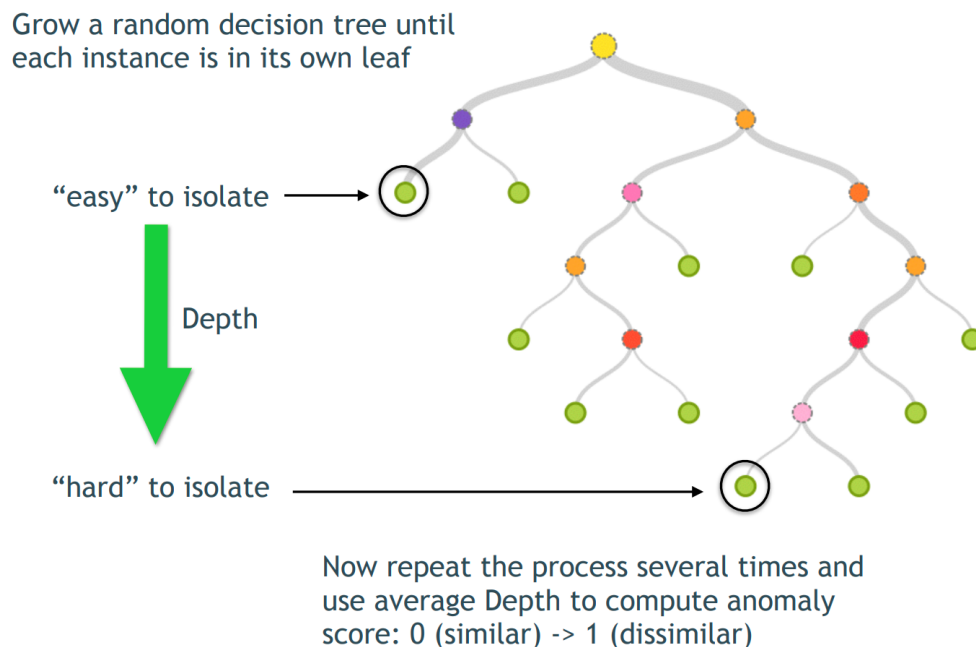 Grow a random decision tree until
each instance is in its own leaf
“easy” to isolate
Depth
“hard” to isolate
Now repeat the process several times and
use average Depth to compute anomaly
score: 0 (similar) -> 1 (dissimilar)